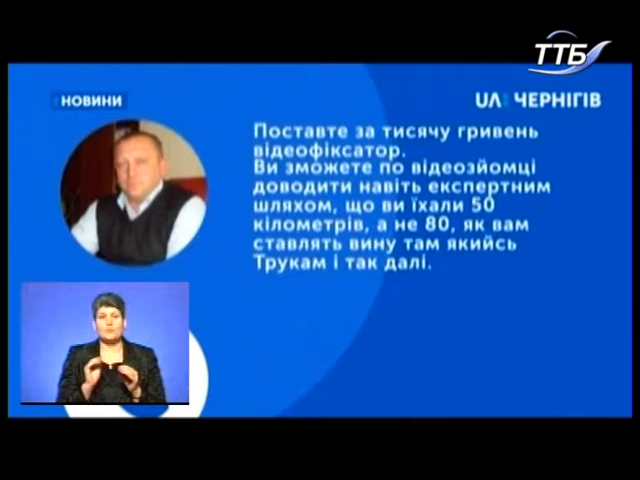 ТТБ
НОВИНИ
UA: ЧЕРНІГІВ
Поставте за тисячу гривень
відеофіксатор.
Ви зможете по відеозйомці
доводити навіть експертним
шляхом, що ви їхали 50
кілометрів, а не 80, як вам
ставлять вину там якийсь
Трукам і так далі.